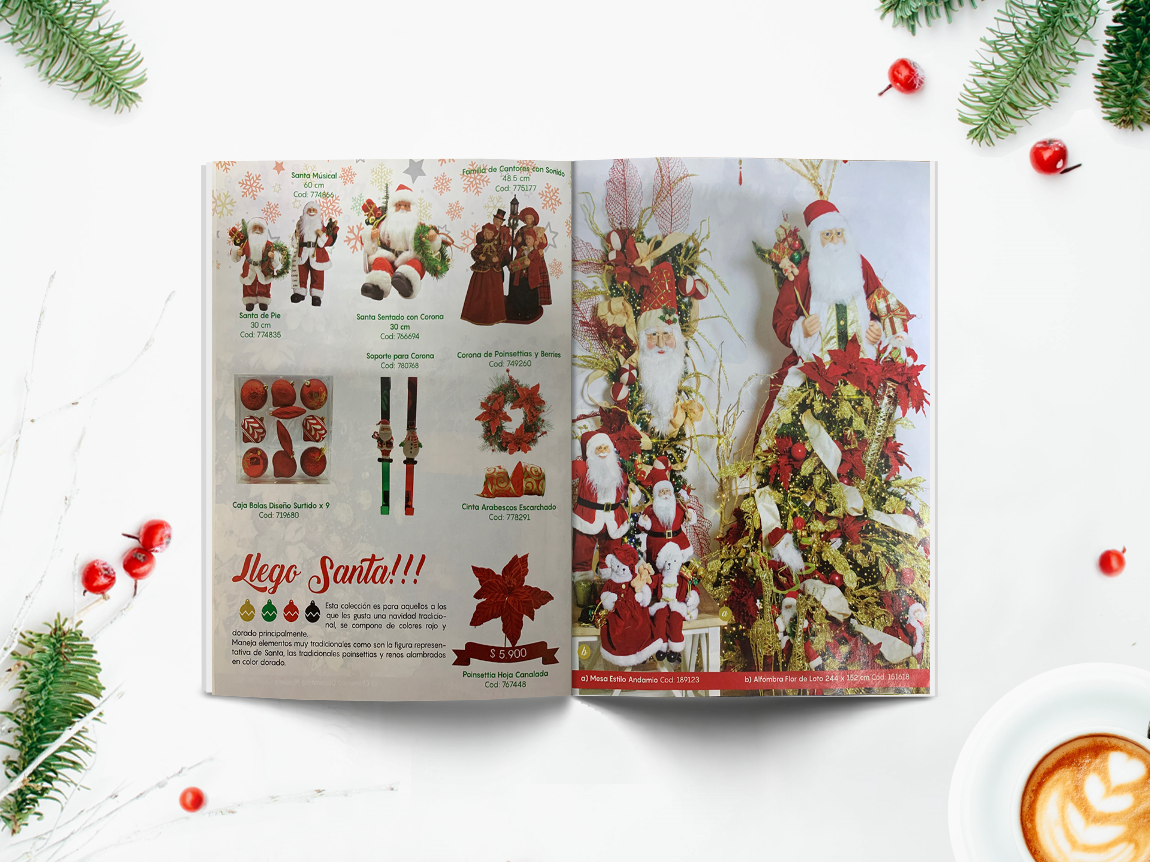 Santa Músical
60 cm
Cod: 774866
Familia de Cantores con Sonido
48.5 cm
Cod: 775177
Santa de Pie
30 cm
Cod: 774835
Santa Sentado con Corona
30 cm
Cod: 766694
Soporte para Corona
Cod: 780768
Corona de Poinsettias y Berries
Cod: 749260
Caja Bolas Diseño Surtido x 9
Cod: 719680
Cinta Arabescos Escarchado
Cod: 778291
Llego Santa!!!
Esta colección es para aquellos a los
que les gusta una navidad tradicio-
nal, se compone de colores rojo y
dorado principalmente.
Maneja elementos muy tradicionales como son la figura represen-
tativa de Santa, las tradicionales poinsettias y renos alambrados
en color dorado.
$ 5.900
Poinsettia Hoja Canalada
Cod: 767448
b
a
a) Mesa Estilo Andamio Cod: 189123
b) Alfombra Flor de Loto 244 x 152 cm Cod: 151618